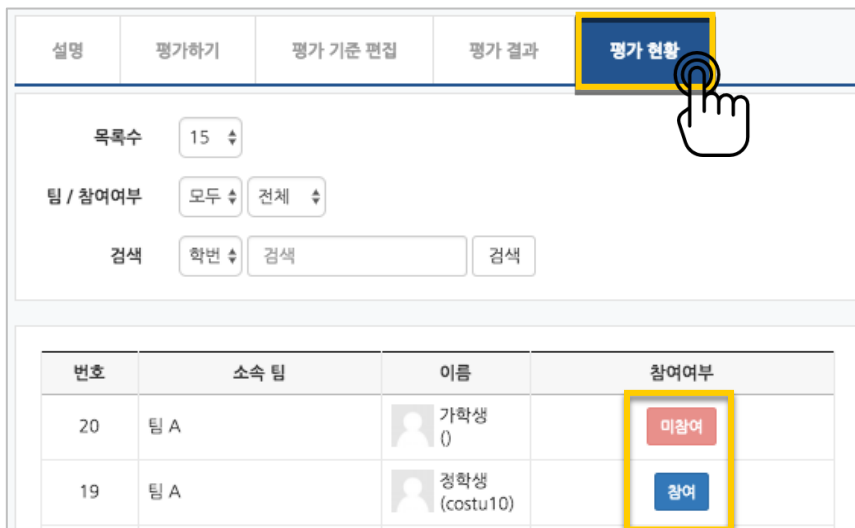 설명 평가하기 평가 기준 편집 평가 결과 평가 현황
목록수 15
팀 / 참여여부 모두 전체
검색 학번 검색 검색
번호 소속 팀 이름 참여여부
20 팀 A 가학생 미참여
()
19 팀 A 정학생 참여
(costu10)